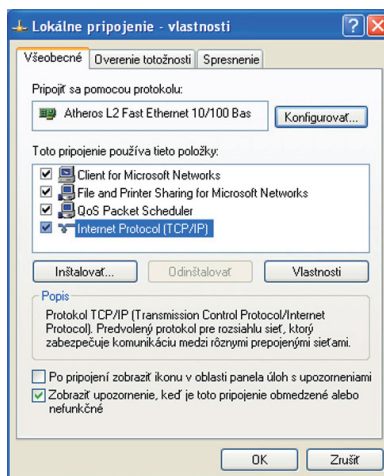 Lokálne pripojenie - vlastnosti
Všeobecné Overenie totožnosti Spresnenie
Pripojiť sa pomocou protokolu:
Atheros L2 Fast Ethernet 10/100 Bas
Konfigurovať...
Toto pripojenie používa tieto položky:
Client for Microsoft Networks
File and Printer Sharing for Microsoft Networks
QoS Packet Scheduler
Internet Protocol (TCP/IP)
Inštalovať... Odinštalovať Vlastnosti
Popis
Protokol TCP/IP (Transmission Control Protocol/Internet
Protocol). Predvolený protokol pre rozsiahlu sieť, ktorý
zabezpečuje komunikáciu medzi rôznymi prepojenými sieťami.
Po pripojení zobraziť ikonu v oblasti panela úloh s upozorneniami
Zobraziť upozornenie, keď je toto pripojenie obmedzené alebo
nefunkčné
OK Zrušiť